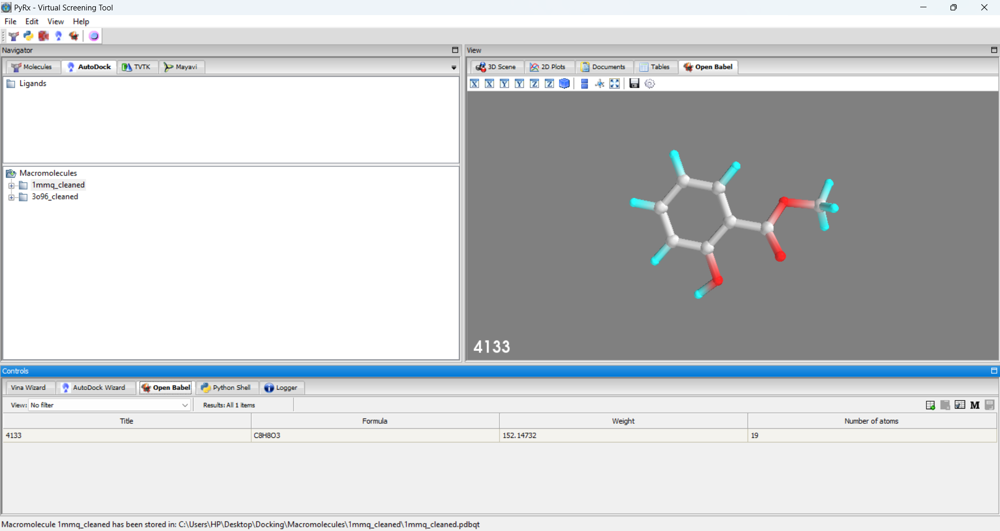 PyRx - Virtual Screening Tool
File Edit View Help
Navigator
Molecules AutoDock TVTK Mayavi
Ligands
Macromolecules
1mmq_cleaned
3o96_cleaned
View
3D Scene 2D Plots Documents Tables Open Babel
X X Y Y Z Z
4133
Controls
Vina Wizard AutoDock Wizard Open Babel Python Shell Logger
View: No filter Results: All 1 items M
Title Formula Weight Number of atoms
4133 C8H8O3 152.14732 19
Macromolecule 1mmq_cleaned has been stored in: C:\Users\HP\Desktop\Docking\Macromolecules\1mmq_cleaned\1mmq_cleaned.pdbqt